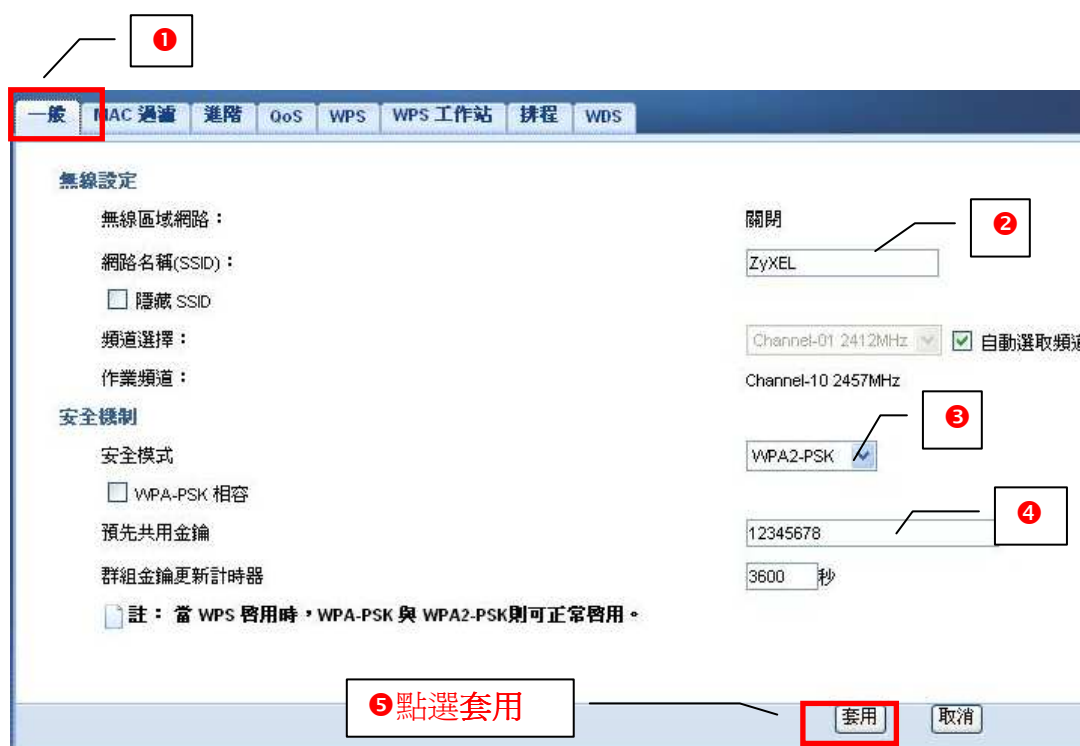 ❶
一般 MAC 過濾 進階 QoS WPS WPS 工作站 排程 WDS
無線設定
無線區域網路： 關閉
❷
網路名稱(SSID)： ZyXEL
隱藏 SSID
頻道選擇： Channel-01 2412MHz 自動選取頻道
作業頻道： Channel-10 2457MHz
安全機制
❸
安全模式 WPA2-PSK
WPA-PSK 相容
❹
預先共用金鑰 12345678
群組金鑰更新計時器 3600 秒
註： 當 WPS 啓用時，WPA-PSK 與 WPA2-PSK則可正常啓用。
❺點選套用
套用 取消